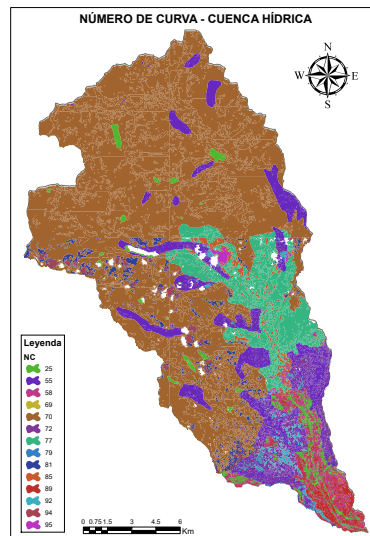 NÚMERO DE CURVA - CUENCA HÍDRICA
N
W E
S
Leyenda
NC
25
55
58
69
70
72
77
79
81
85
89
92
94
95
0 0.75 1.5 3 4.5 6
Km